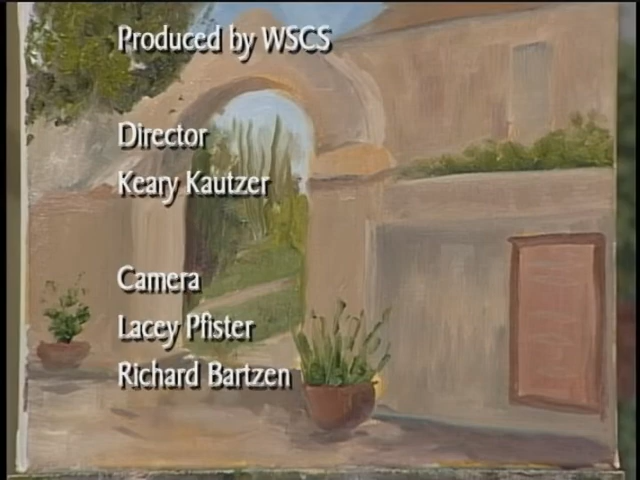 Produced by WSCS
Director
Keary Kautzer
Camera
Lacey Pfister
Richard Bartzen